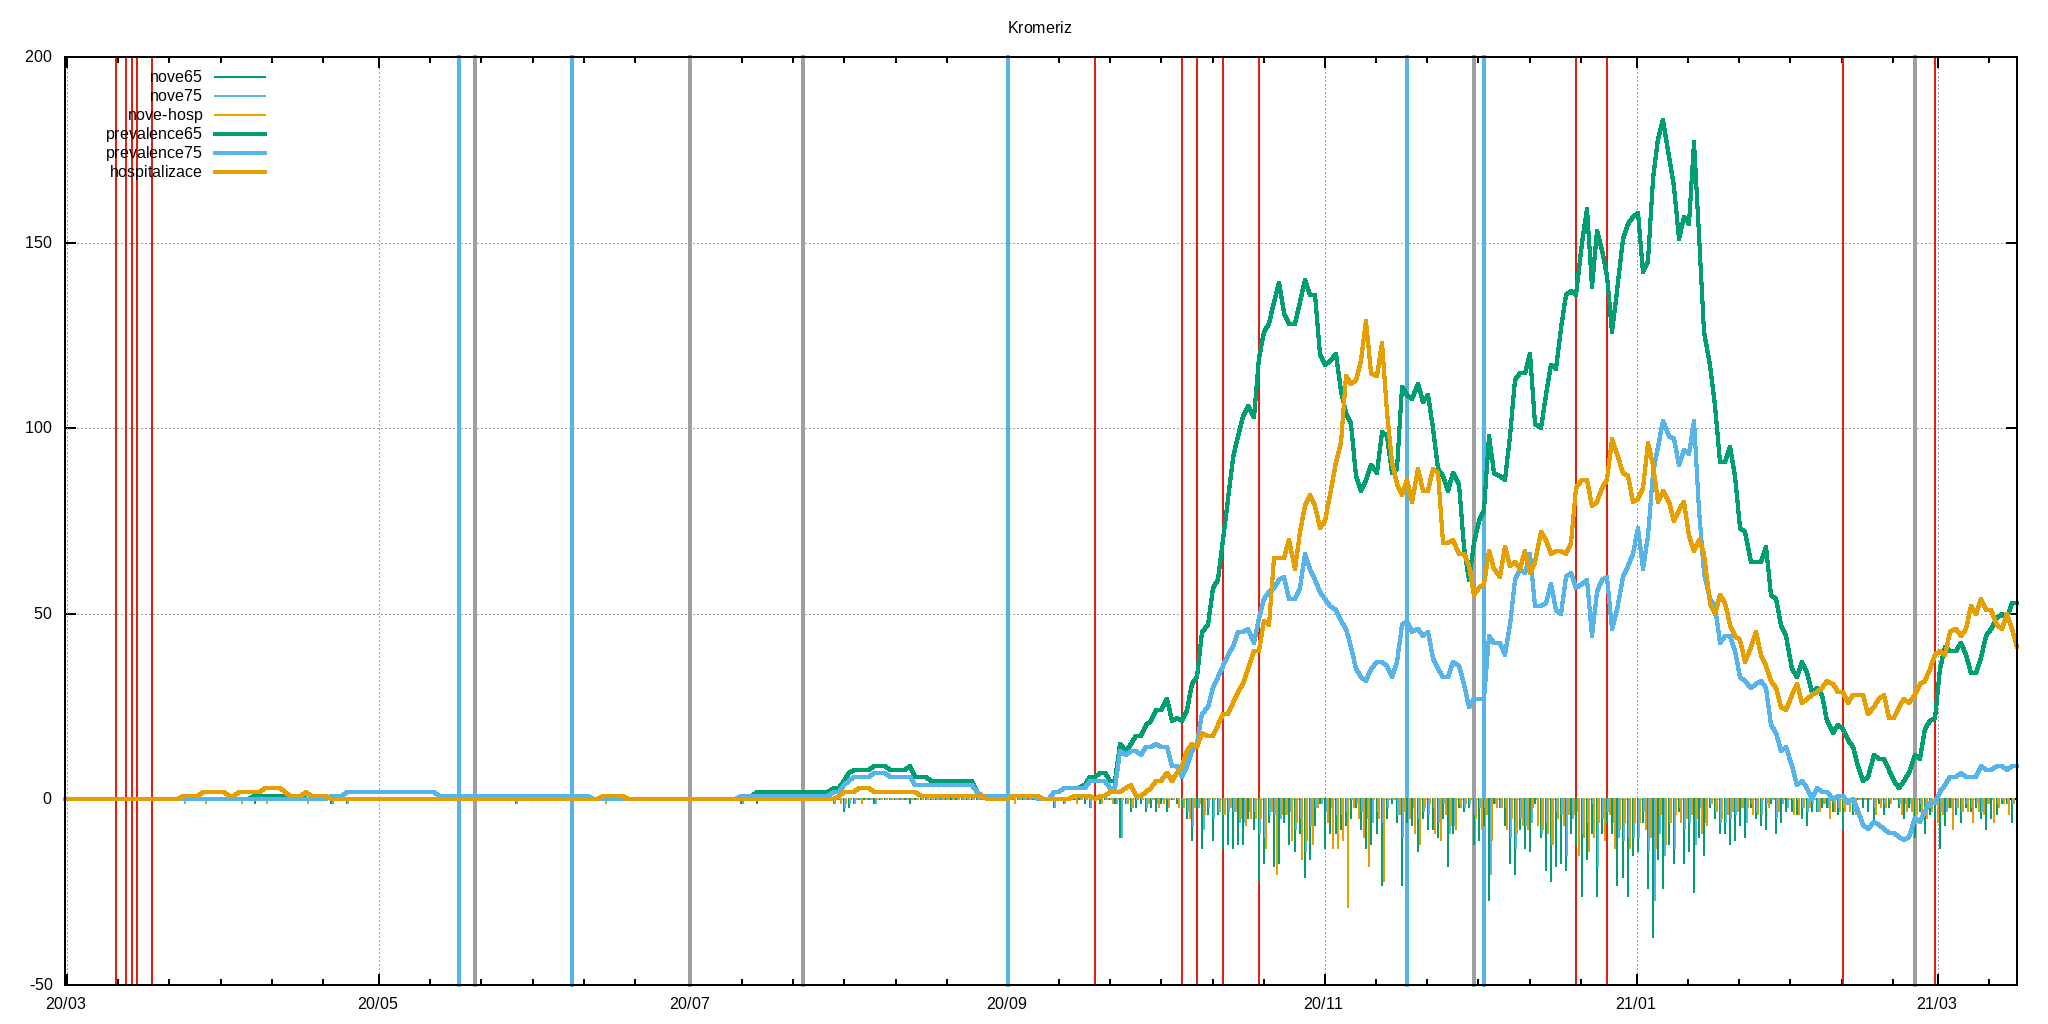 Kromeriz
200
150
100
50
0
-50
nove65
nove75
nove-hosp
prevalence65
prevalence75
hospitalizace
20/03 20/05 20/07 20/09 20/11 21/01 21/03